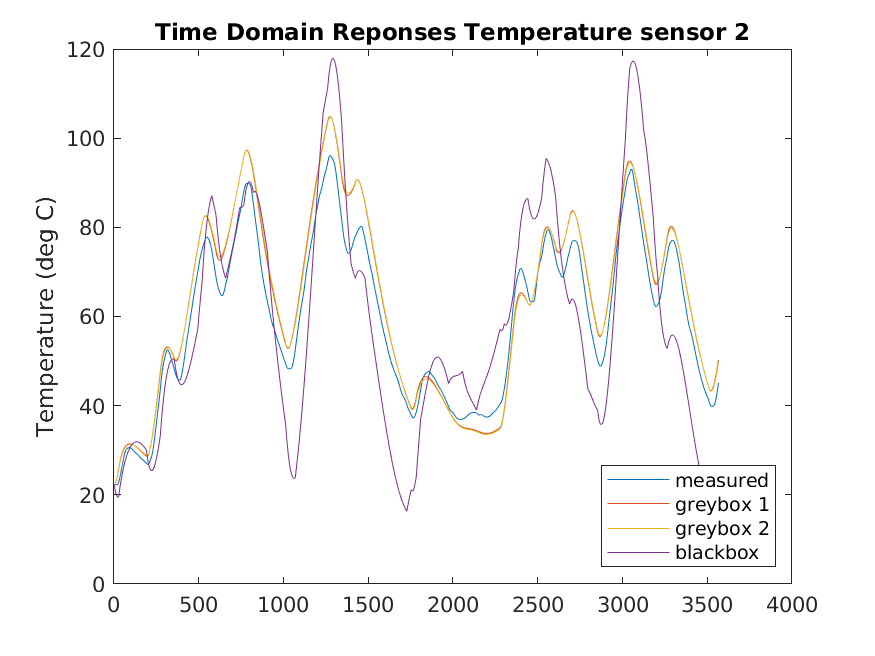 Time Domain Reponses Temperature sensor 2
120
100
80
60
40
20
0
Temperature (deg C)
0 500 1000 1500 2000 2500 3000 3500 4000
measured
greybox 1
greybox 2
blackbox